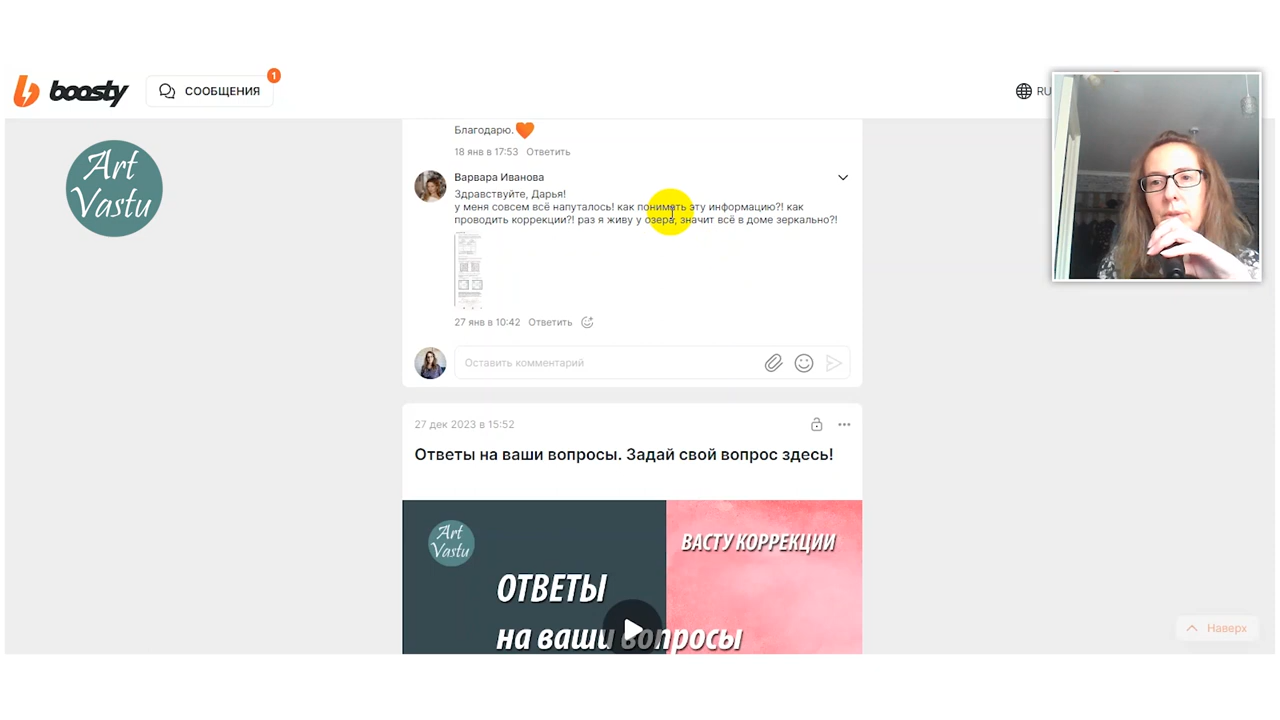 boosty
СООБЩЕНИЯ
1
RU
Art
Vastu
Благодарю.
18 янв в 17:53 Ответить
Варвара Иванова
Здравствуйте, Дарья!
у меня совсем всё напуталось! как понимать эту информацию?! как
проводить коррекции?! раз я живу у озера, значит всё в доме зеркально?!
27 янв в 10:42 Ответить
Оставить комментарий
27 дек 2023 в 15:52
Ответы на ваши вопросы. Задай свой вопрос здесь!
Art
Vastu
ВАСТУ КОРРЕКЦИИ
ОТВЕТЫ
на ваши вопросы
Наверх